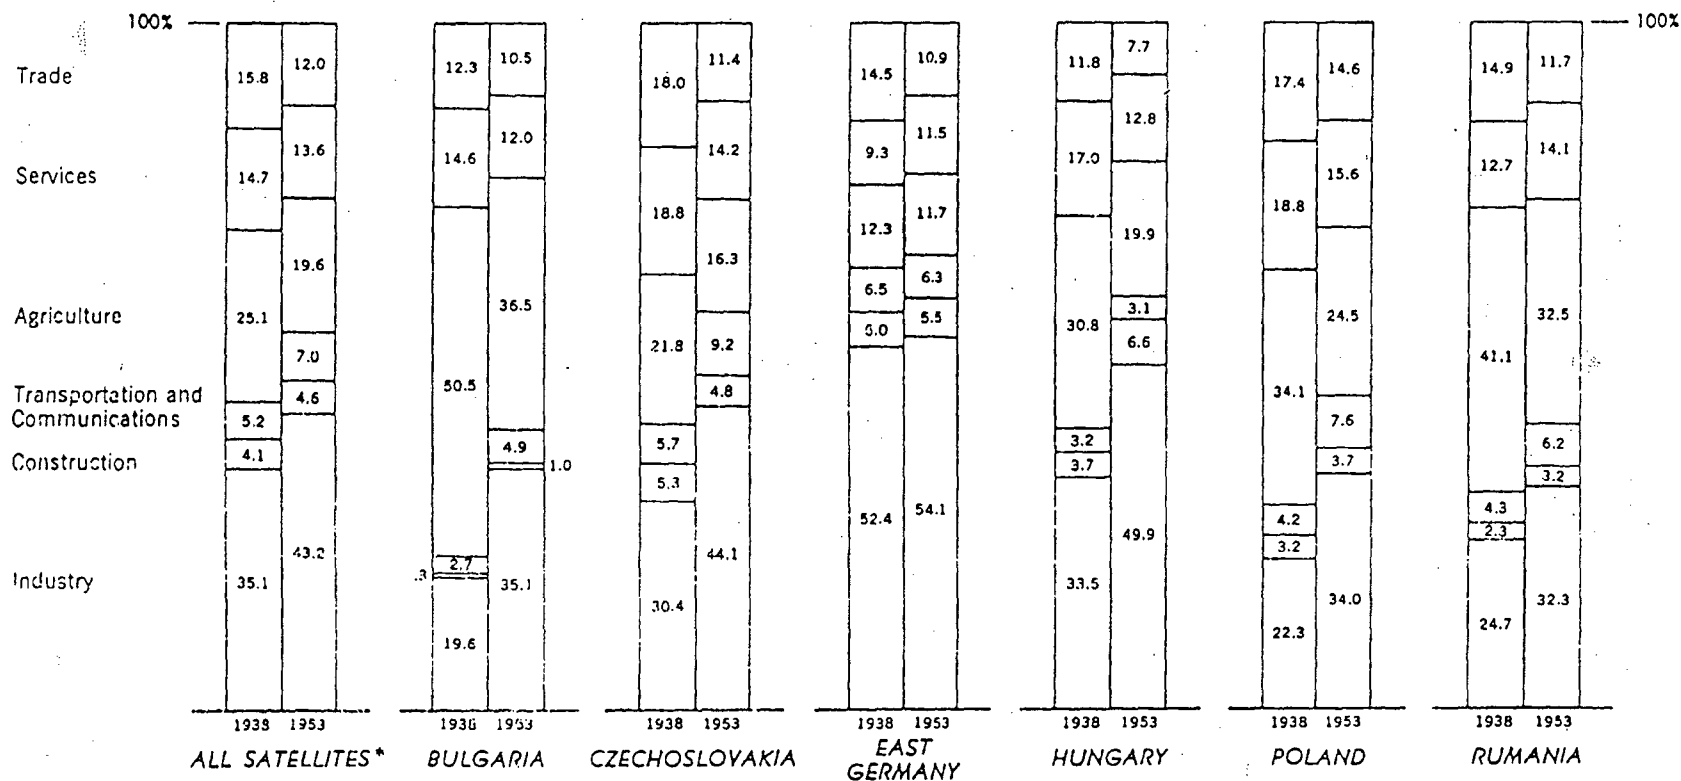 100% 100%
Trade 15.8 12.0 12.3 10.5 18.0 11.4 14.5 10.9 11.8 7.7 17.4 14.6 14.9 11.7
Services 14.7 13.6 14.6 12.0 18.8 14.2 9.3 11.5 17.0 12.8 18.8 15.6 12.7 14.1
Agriculture 25.1 19.6 50.5 36.5 21.8 16.3 12.3 11.7 30.8 19.9 34.1 24.5 41.1 32.5
Transportation and
Communications 5.2 7.0 2.7 4.9 5.7 9.2 6.5 6.3 3.2 3.1 4.2 7.6 4.3 6.2
Construction 4.1 4.6 .3 1.0 5.3 4.8 5.0 5.5 3.7 6.6 3.2 3.7 2.3 3.2
Industry 35.1 43.2 19.6 35.1 30.4 44.1 52.4 54.1 33.5 49.9 22.3 34.0 24.7 32.3
1938 1953 1938 1953 1938 1953 1938 1953 1938 1953 1938 1953 1938 1953
ALL SATELLITES* BULGARIA CZECHOSLOVAKIA EAST HUNGARY POLAND RUMANIA
GERMANY